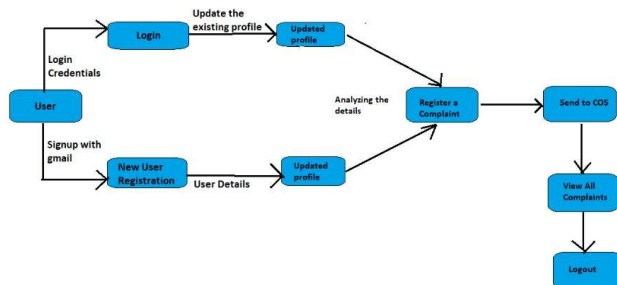 Update the
existing profile
Login
Updated
profile
Login
Credentials
Analyzing the
details
Register a
Complaint
Send to COS
User
Signup with
gmail
New User
Registration
User Details
Updated
profile
View All
Complaints
Logout